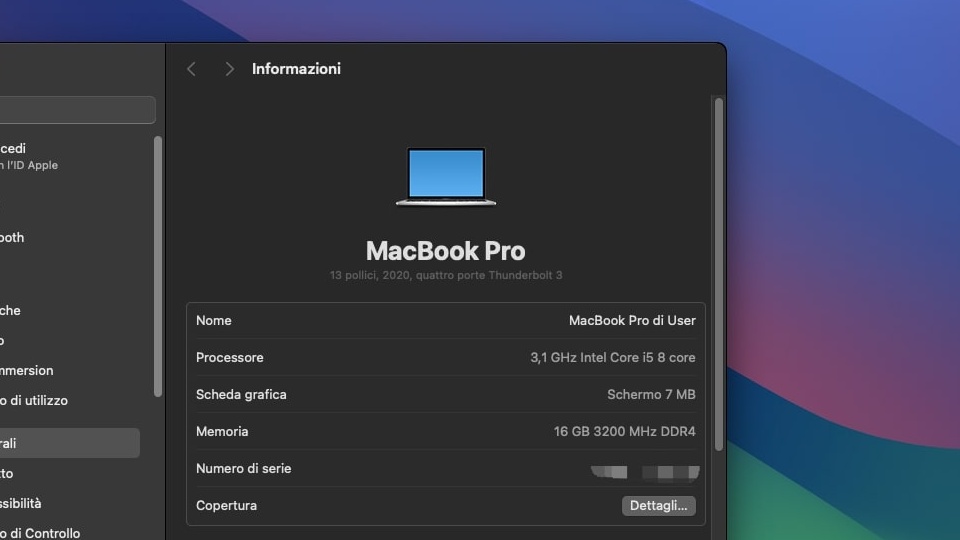 Informazioni
cedi
n l'ID Apple
ooth
che
o
mmersion
o di utilizzo
rali
to
ssibilità
o di Controllo
MacBook Pro
13 pollici, 2020, quattro porte Thunderbolt 3
Nome MacBook Pro di User
Processore 3,1 GHz Intel Core i5 8 core
Scheda grafica Schermo 7 MB
Memoria 16 GB 3200 MHz DDR4
Numero di serie
Copertura Dettagli...